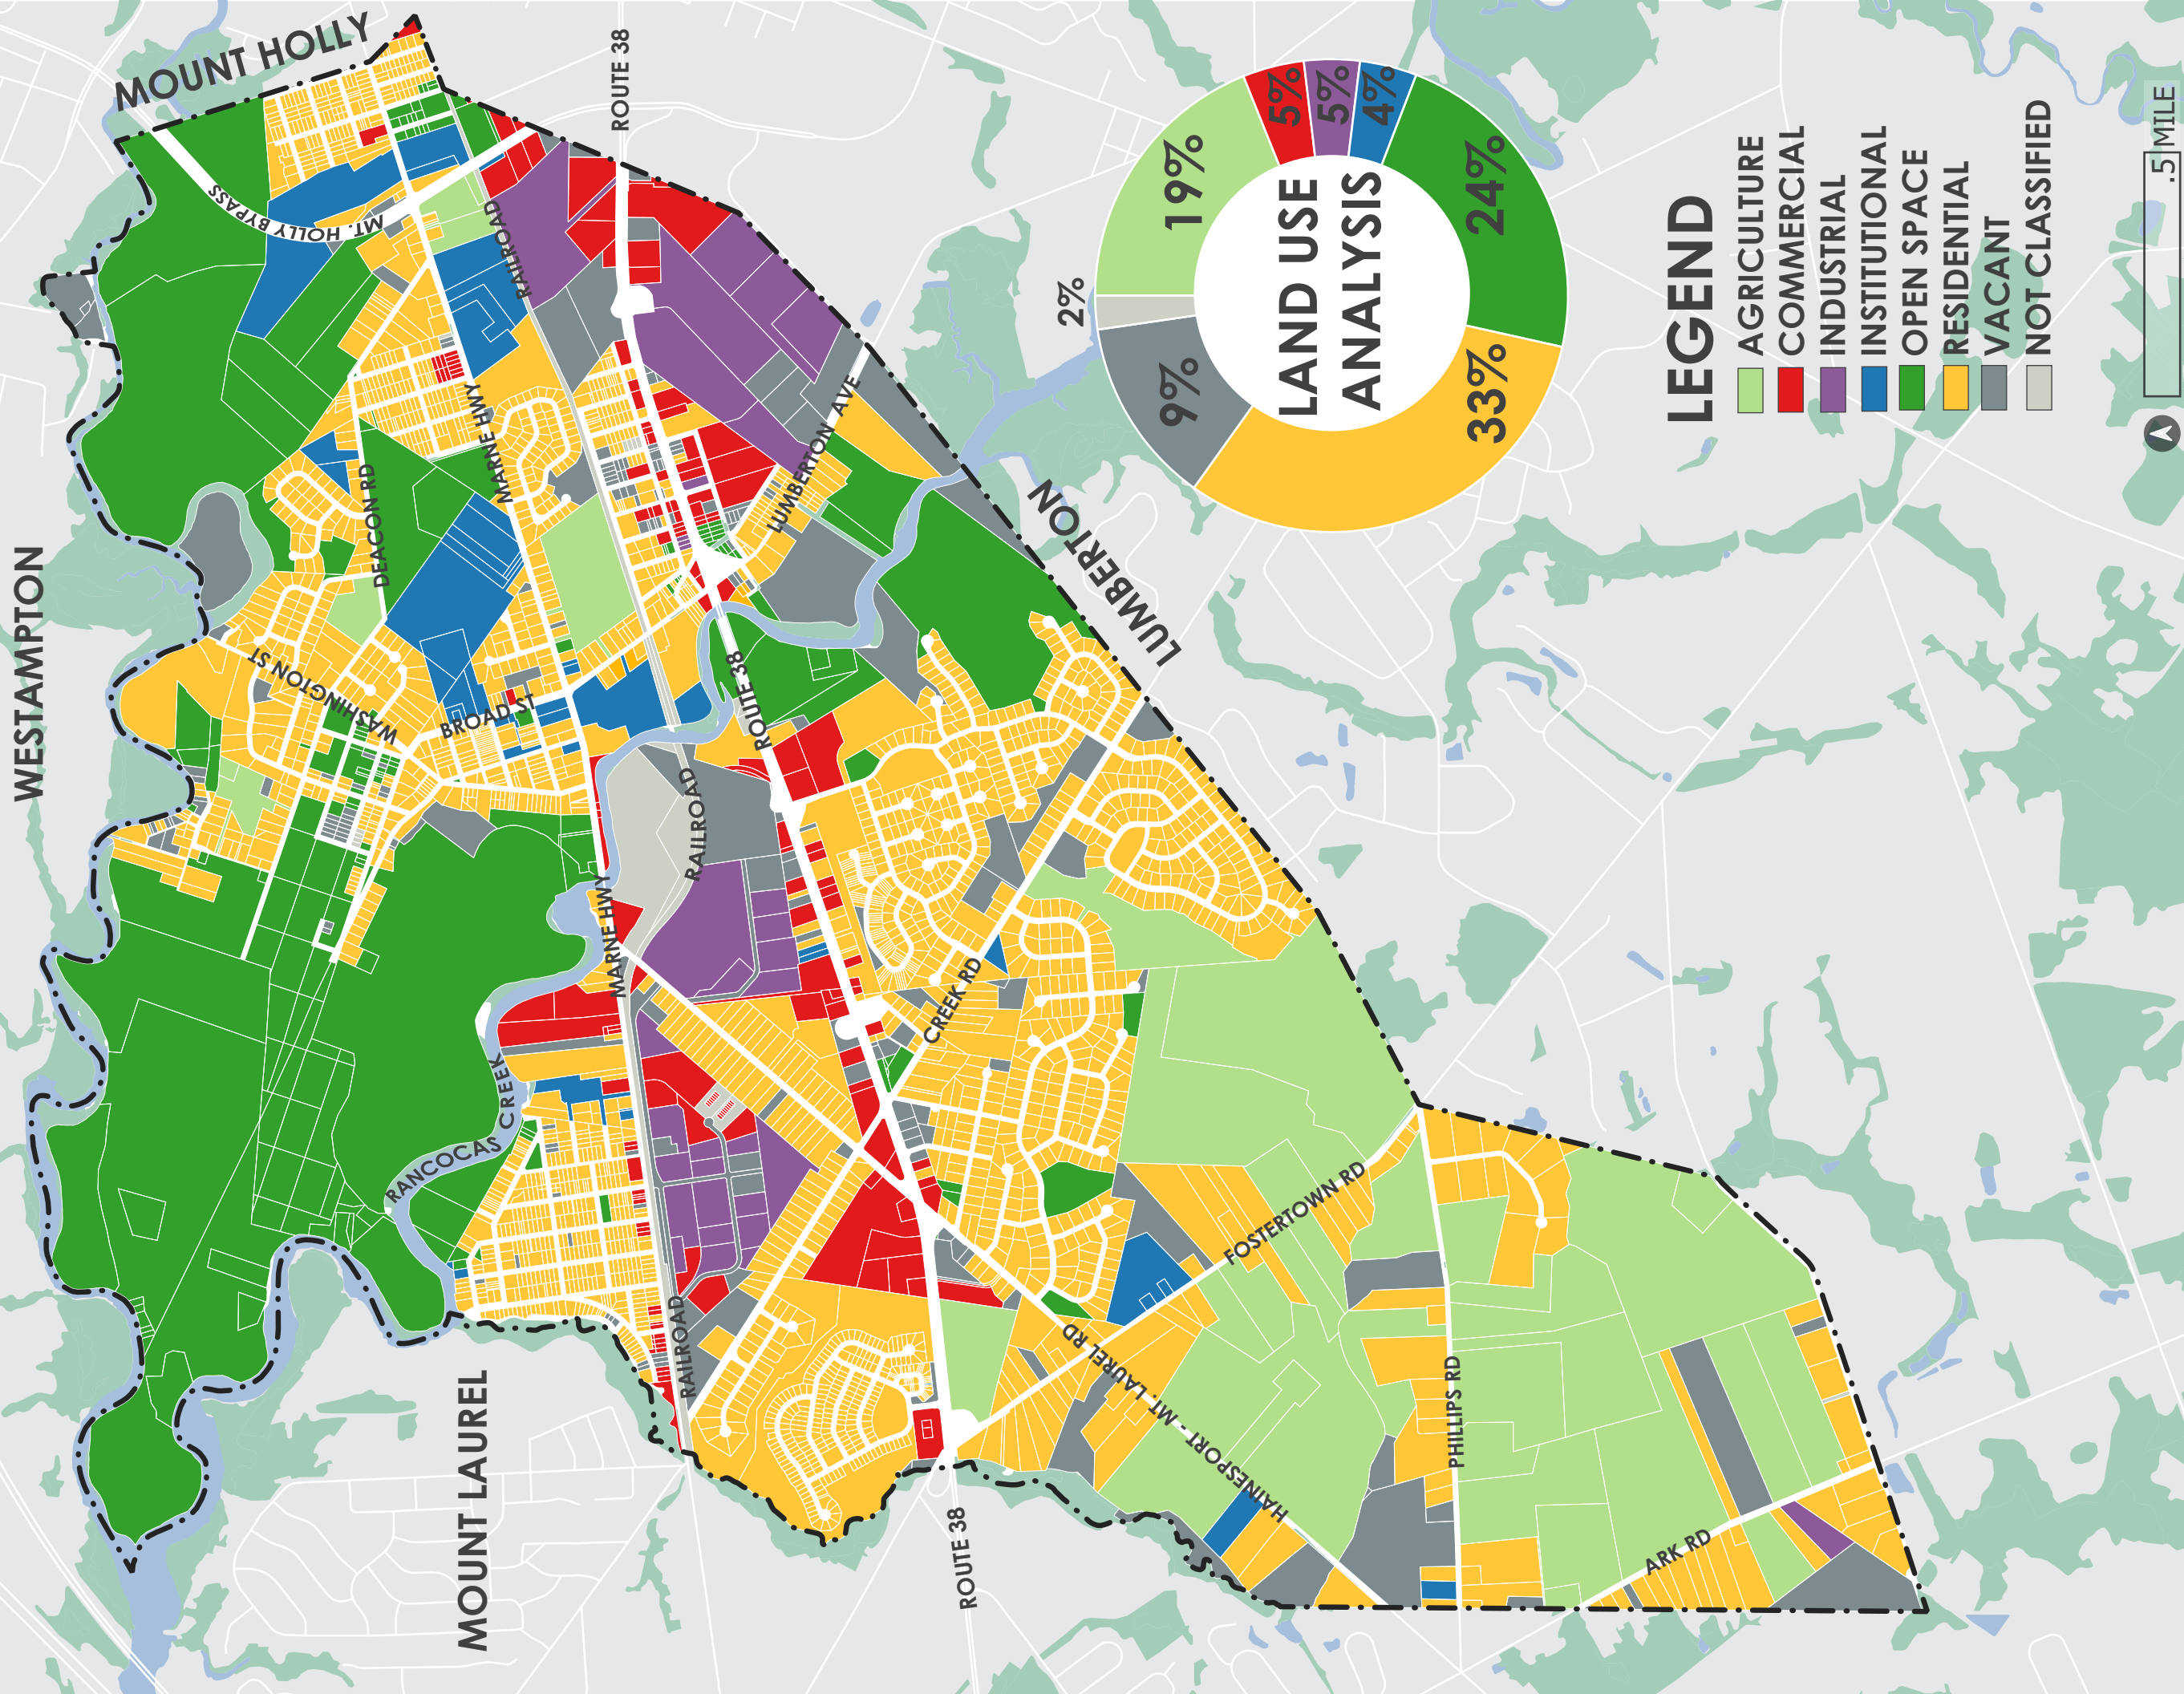 WESTAMPTON
MOUNT HOLLY
MOUNT LAUREL
LUMBERTON
MT. HOLLY BYPASS
ROUTE 38
RAILROAD
MARNE HWY
DEACON RD
LUMBERTON AVE
WASHINGTON ST
BROAD ST
ROUTE 38
RAILROAD
MARNE HWY
CREEK RD
RANCOCAS CREEK
RAILROAD
FOSTERTOWN RD
HAINESPORT - MT. LAUREL RD
PHILLIPS RD
ARK RD
ROUTE 38
LAND USE
ANALYSIS
19%
5%
5%
4%
24%
33%
9%
2%
LEGEND
AGRICULTURE
COMMERCIAL
INDUSTRIAL
INSTITUTIONAL
OPEN SPACE
RESIDENTIAL
VACANT
NOT CLASSIFIED
.5 MILE